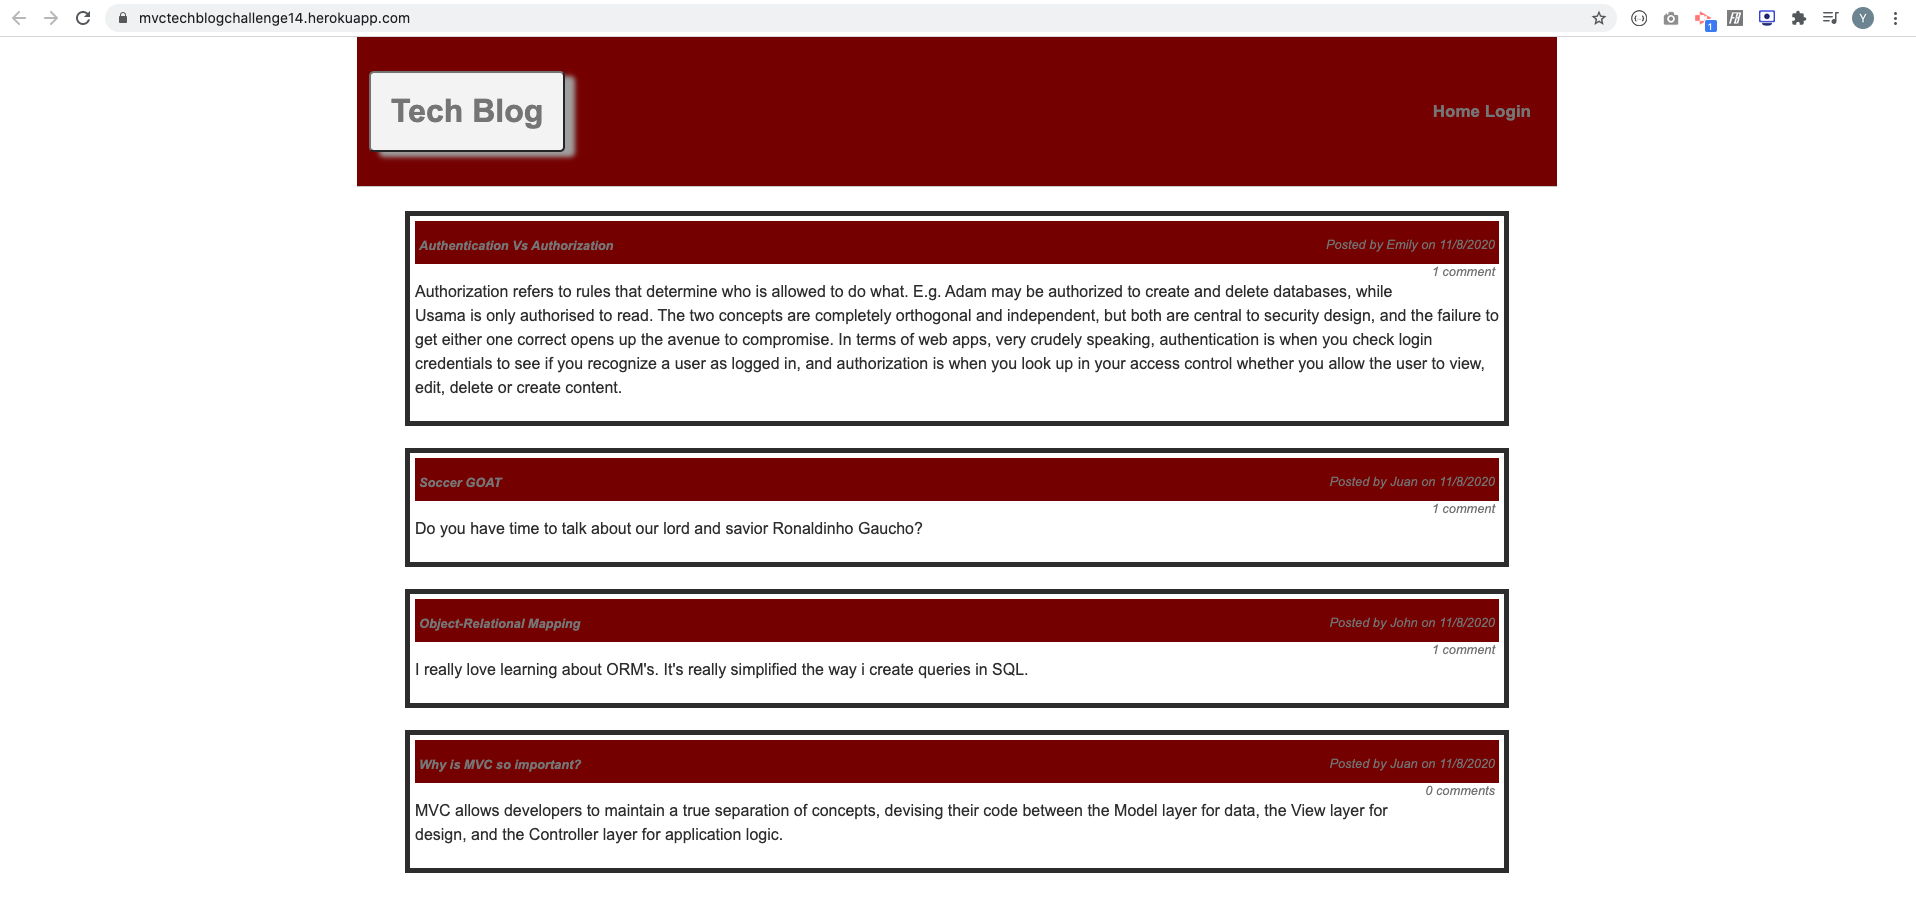 mvctechblogchallenge14.herokuapp.com
1
Y
Tech Blog
Home Login
Authentication Vs Authorization
Posted by Emily on 11/8/2020
1 comment
Authorization refers to rules that determine who is allowed to do what. E.g. Adam may be authorized to create and delete databases, while
Usama is only authorised to read. The two concepts are completely orthogonal and independent, but both are central to security design, and the failure to
get either one correct opens up the avenue to compromise. In terms of web apps, very crudely speaking, authentication is when you check login
credentials to see if you recognize a user as logged in, and authorization is when you look up in your access control whether you allow the user to view,
edit, delete or create content.
Soccer GOAT
Posted by Juan on 11/8/2020
1 comment
Do you have time to talk about our lord and savior Ronaldinho Gaucho?
Object-Relational Mapping
Posted by John on 11/8/2020
1 comment
I really love learning about ORM's. It's really simplified the way i create queries in SQL.
Why is MVC so important?
Posted by Juan on 11/8/2020
0 comments
MVC allows developers to maintain a true separation of concepts, devising their code between the Model layer for data, the View layer for
design, and the Controller layer for application logic.